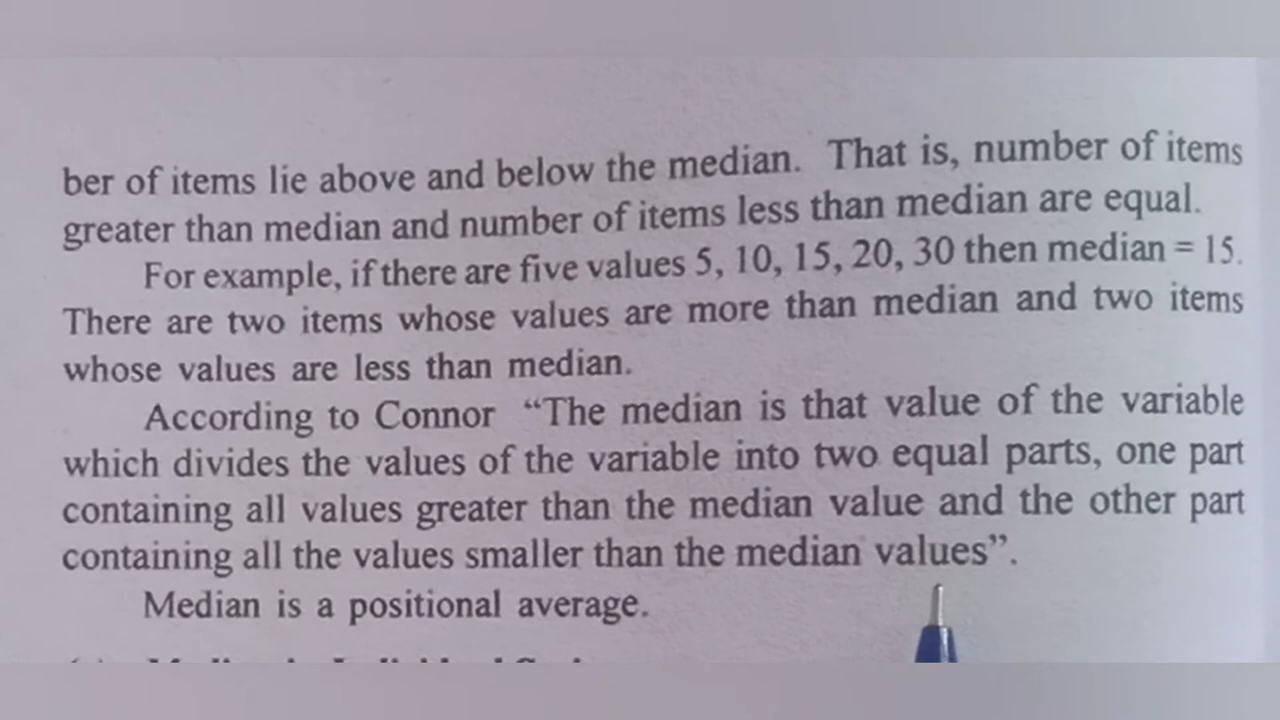 ber of items lie above and below the median. That is, number of items
greater than median and number of items less than median are equal.
For example, if there are five values 5, 10, 15, 20, 30 then median = 15.
There are two items whose values are more than median and two items
whose values are less than median.
According to Connor “The median is that value of the variable
which divides the values of the variable into two equal parts, one part
containing all values greater than the median value and the other part
containing all the values smaller than the median values”.
Median is a positional average.